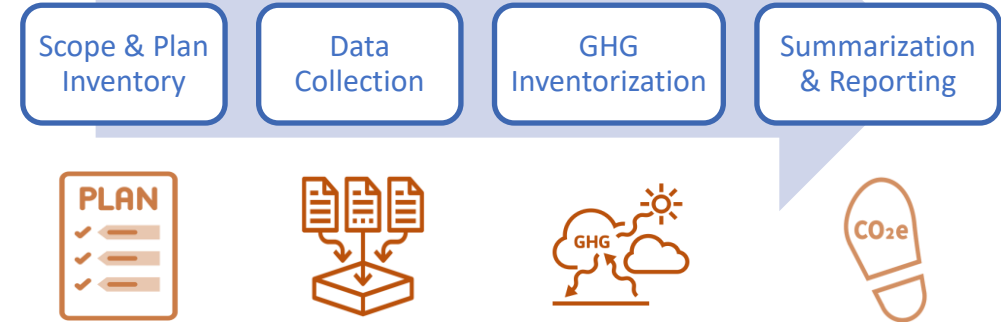 Scope & Plan
Inventory
Data
Collection
GHG
Inventorization
Summarization
& Reporting
PLAN
GHG
CO₂e